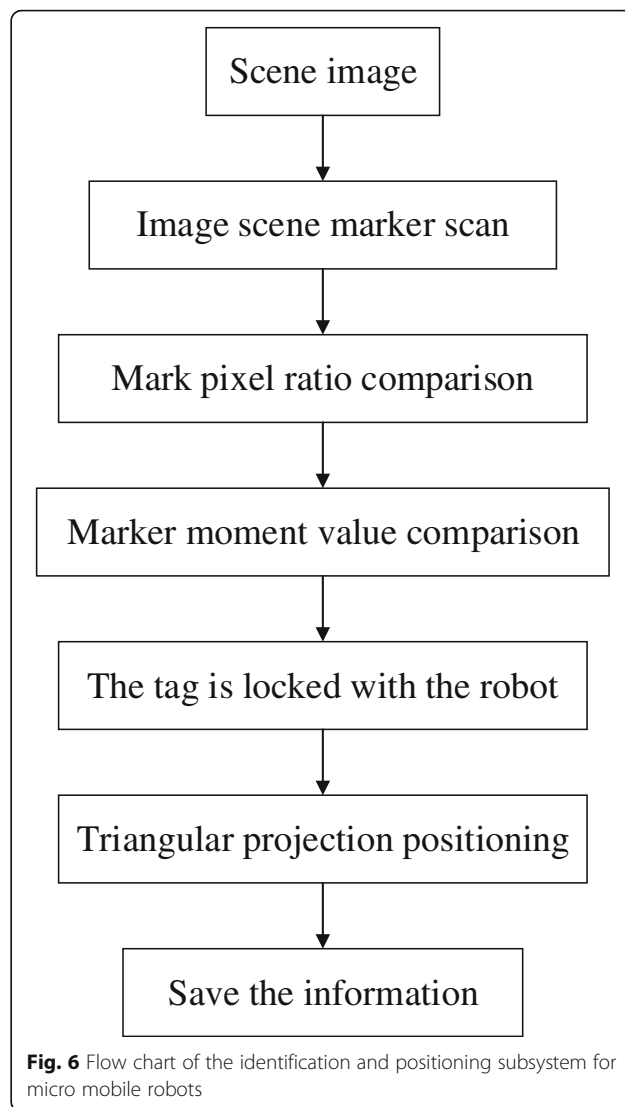 Scene image
Image scene marker scan
Mark pixel ratio comparison
Marker moment value comparison
The tag is locked with the robot
Triangular projection positioning
Save the information
Fig. 6 Flow chart of the identification and positioning subsystem for
micro mobile robots